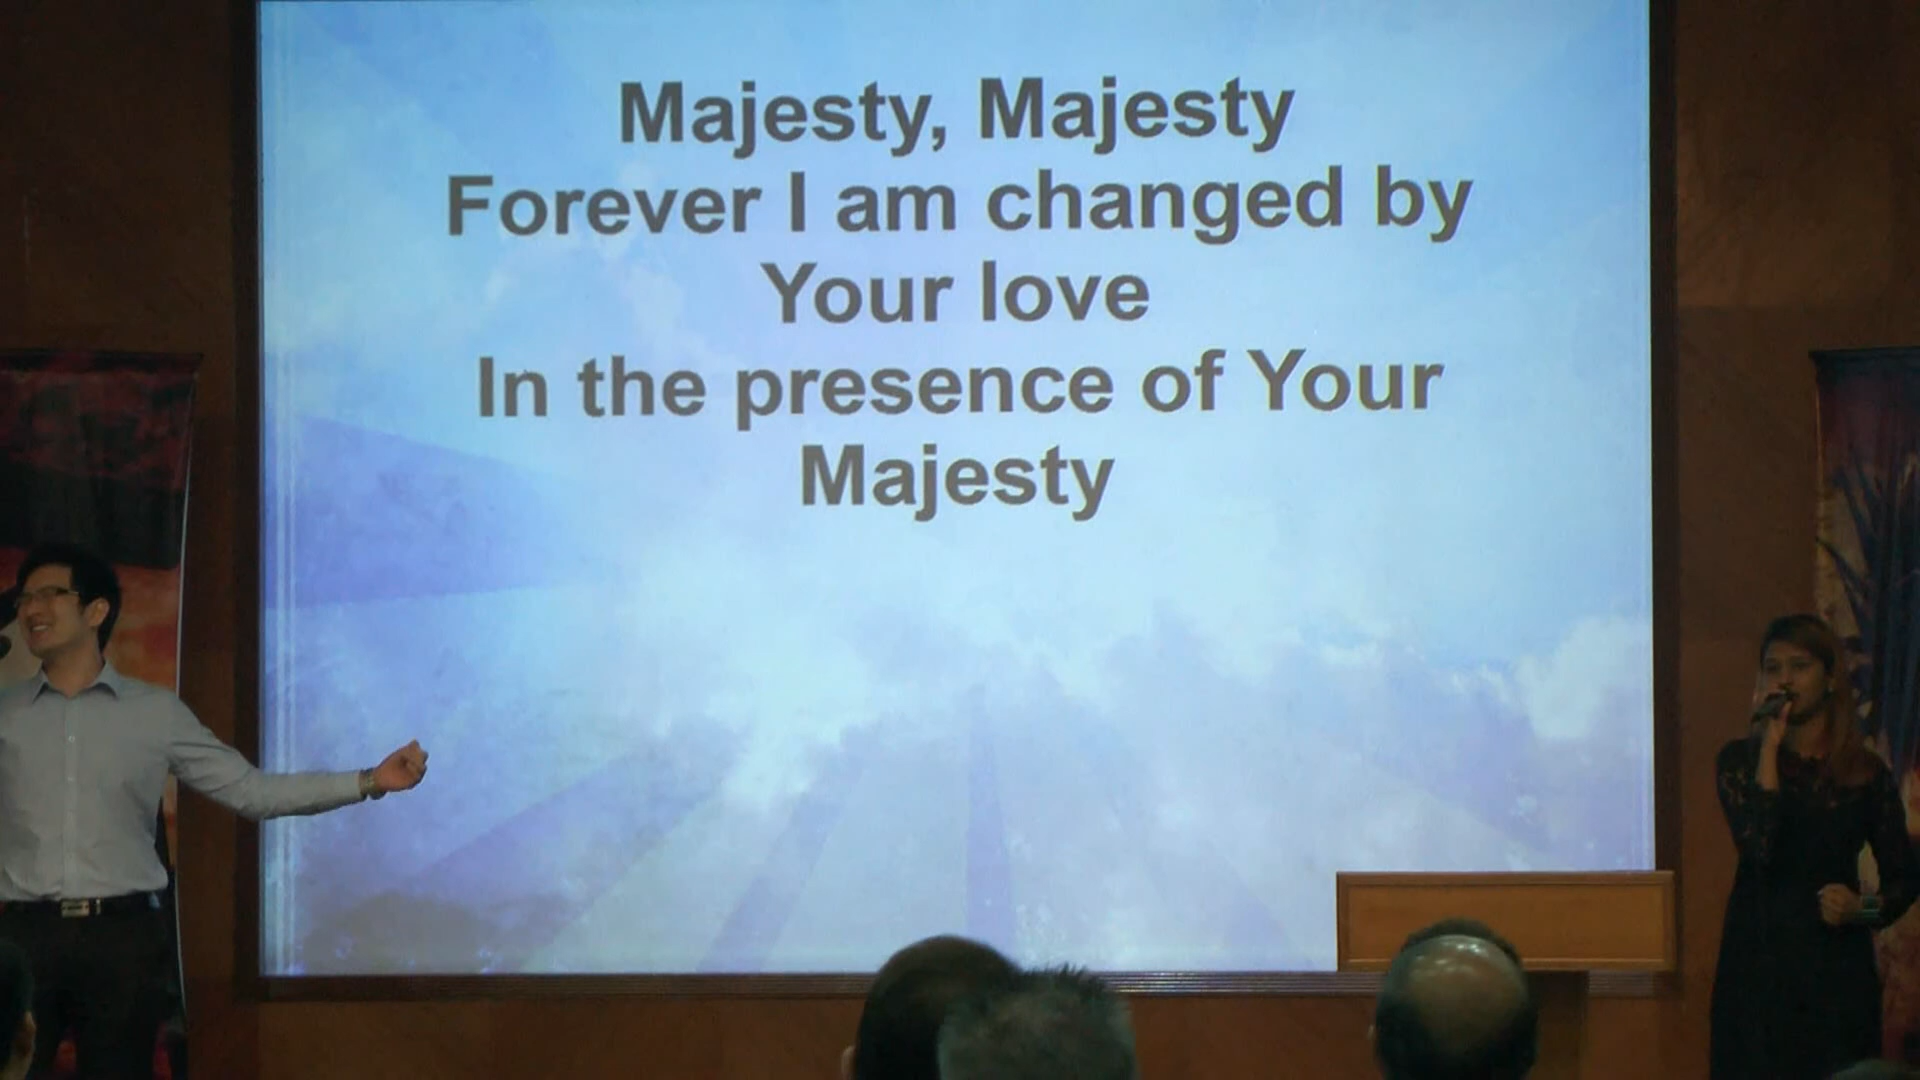 Majesty, Majesty
Forever I am changed by
Your love
In the presence of Your
Majesty